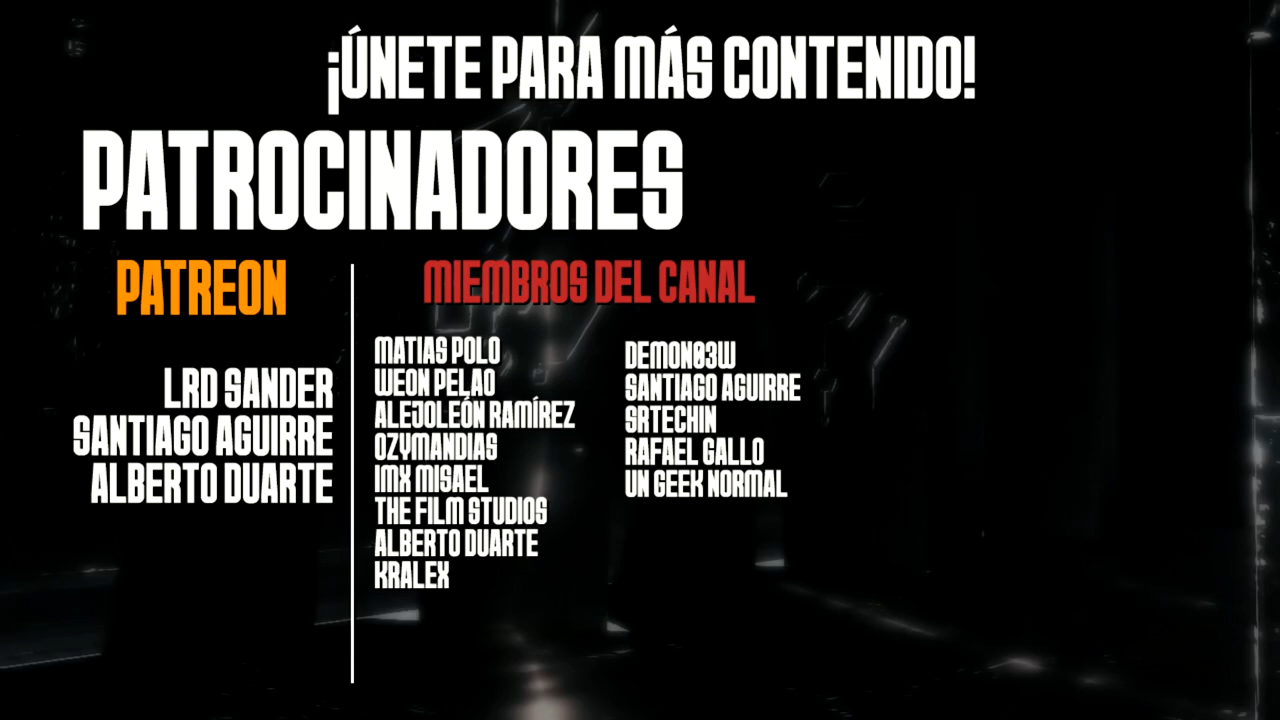 ¡ÚNETE PARA MÁS CONTENIDO!
PATROCINADORES
PATREON
LRD SANDER
SANTIAGO AGUIRRE
ALBERTO DUARTE
MIEMBROS DEL CANAL
MATIAS POLO
WEON PELAO
ALEJOLEÓN RAMÍREZ
OZYMANDIAS
IMX MISAEL
THE FILM STUDIOS
ALBERTO DUARTE
KRALEX
DEMON03W
SANTIAGO AGUIRRE
SRTECHIN
RAFAEL GALLO
UN GEEK NORMAL